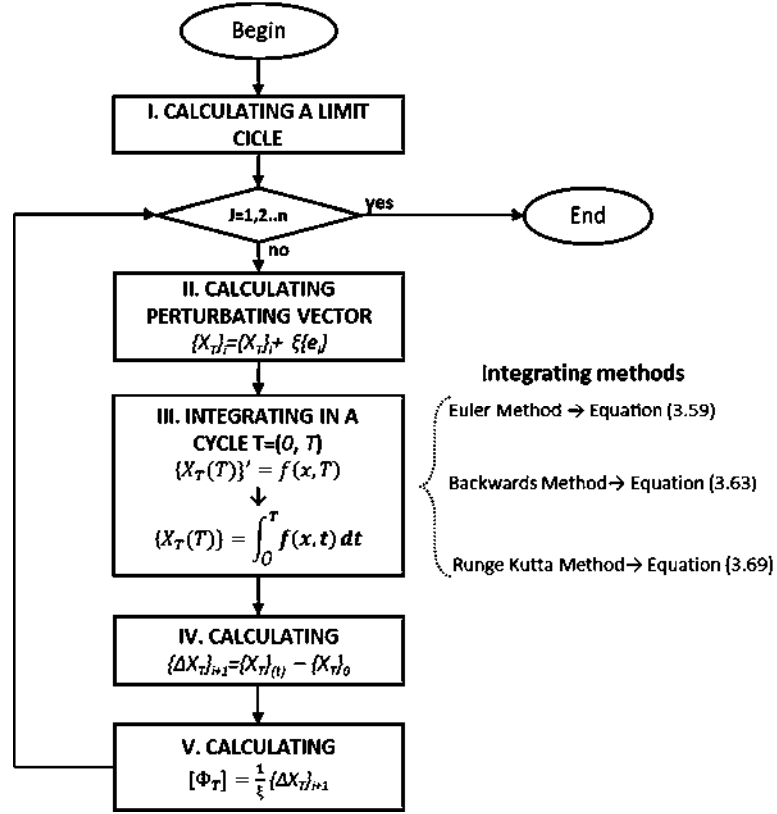 Begin
I. CALCULATING A LIMIT
CICLE
J=1,2..n
yes
End
no
II. CALCULATING
PERTURBATING VECTOR
{X_T}_i={X_T}_i+ ξ{e_i}
Integrating methods
III. INTEGRATING IN A
CYCLE T=(0, T)
{X_T(T)}' = f(x, T)
↓
{X_T(T)} = ∫_0^T f(x, t) dt
Euler Method → Equation (3.59)
Backwards Method→ Equation (3.63)
Runge Kutta Method→ Equation (3.69)
IV. CALCULATING
{ΔX_T}_{i+1}={X_T}_{(t)} − {X_T}_0
V. CALCULATING
[Φ_T] = 1/ξ {ΔX_T}_{i+1}